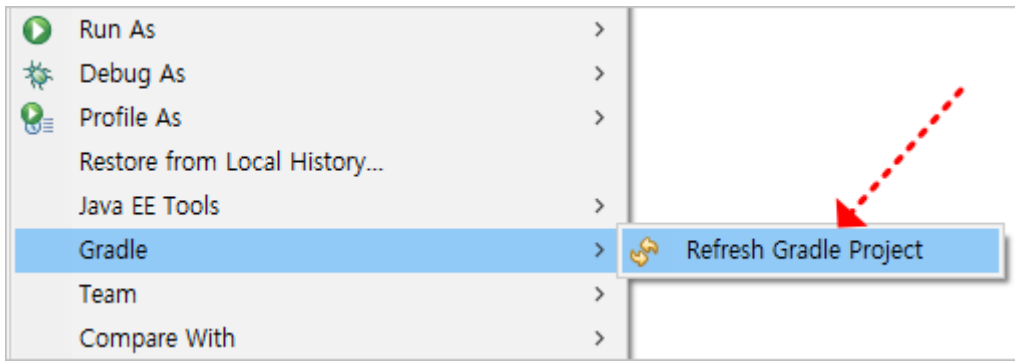 Run As
Debug As
Profile As
Restore from Local History...
Java EE Tools
Gradle
Refresh Gradle Project
Team
Compare With